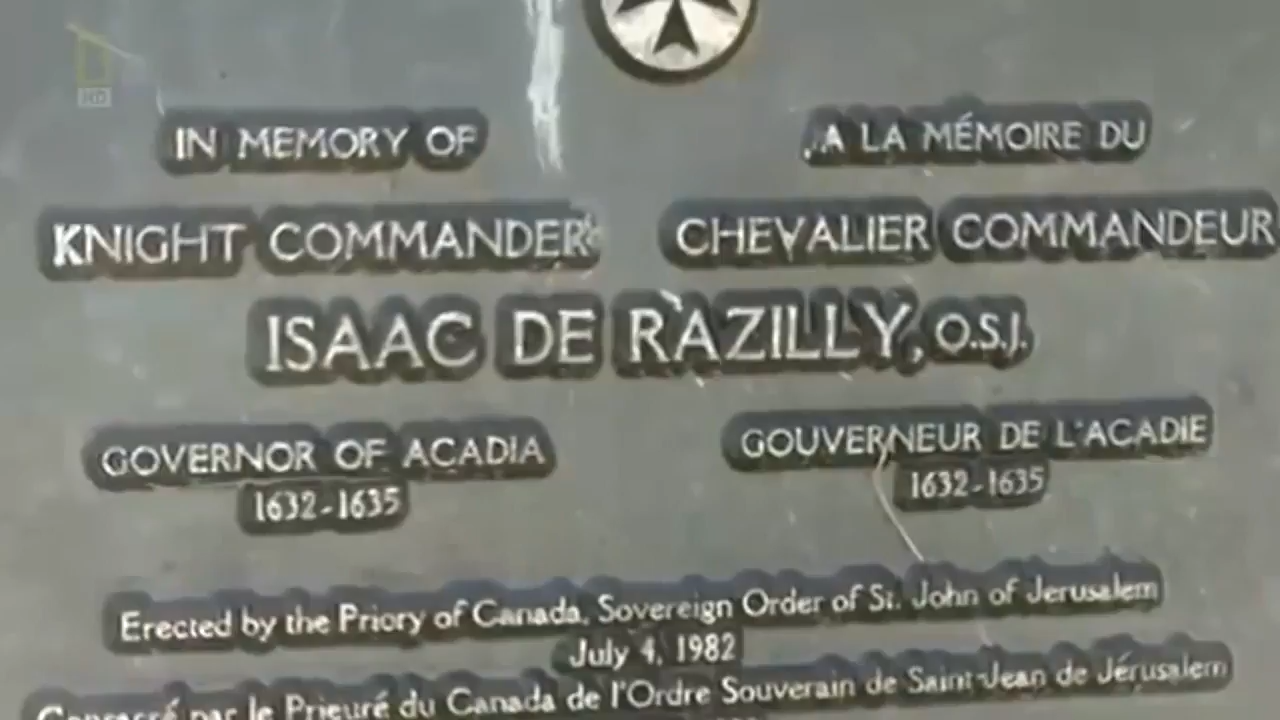 HD
IN MEMORY OF
A LA MÉMOIRE DU
KNIGHT COMMANDER
CHEVALIER COMMANDEUR
ISAAC DE RAZILLY, O.S.J.
GOVERNOR OF ACADIA
GOUVERNEUR DE L'ACADIE
1632-1635
1632-1635
Erected by the Priory of Canada, Sovereign Order of St. John of Jerusalem
July 4, 1982
Consacré par le Prieuré du Canada de l'Ordre Souverain de Saint-Jean de Jérusalem